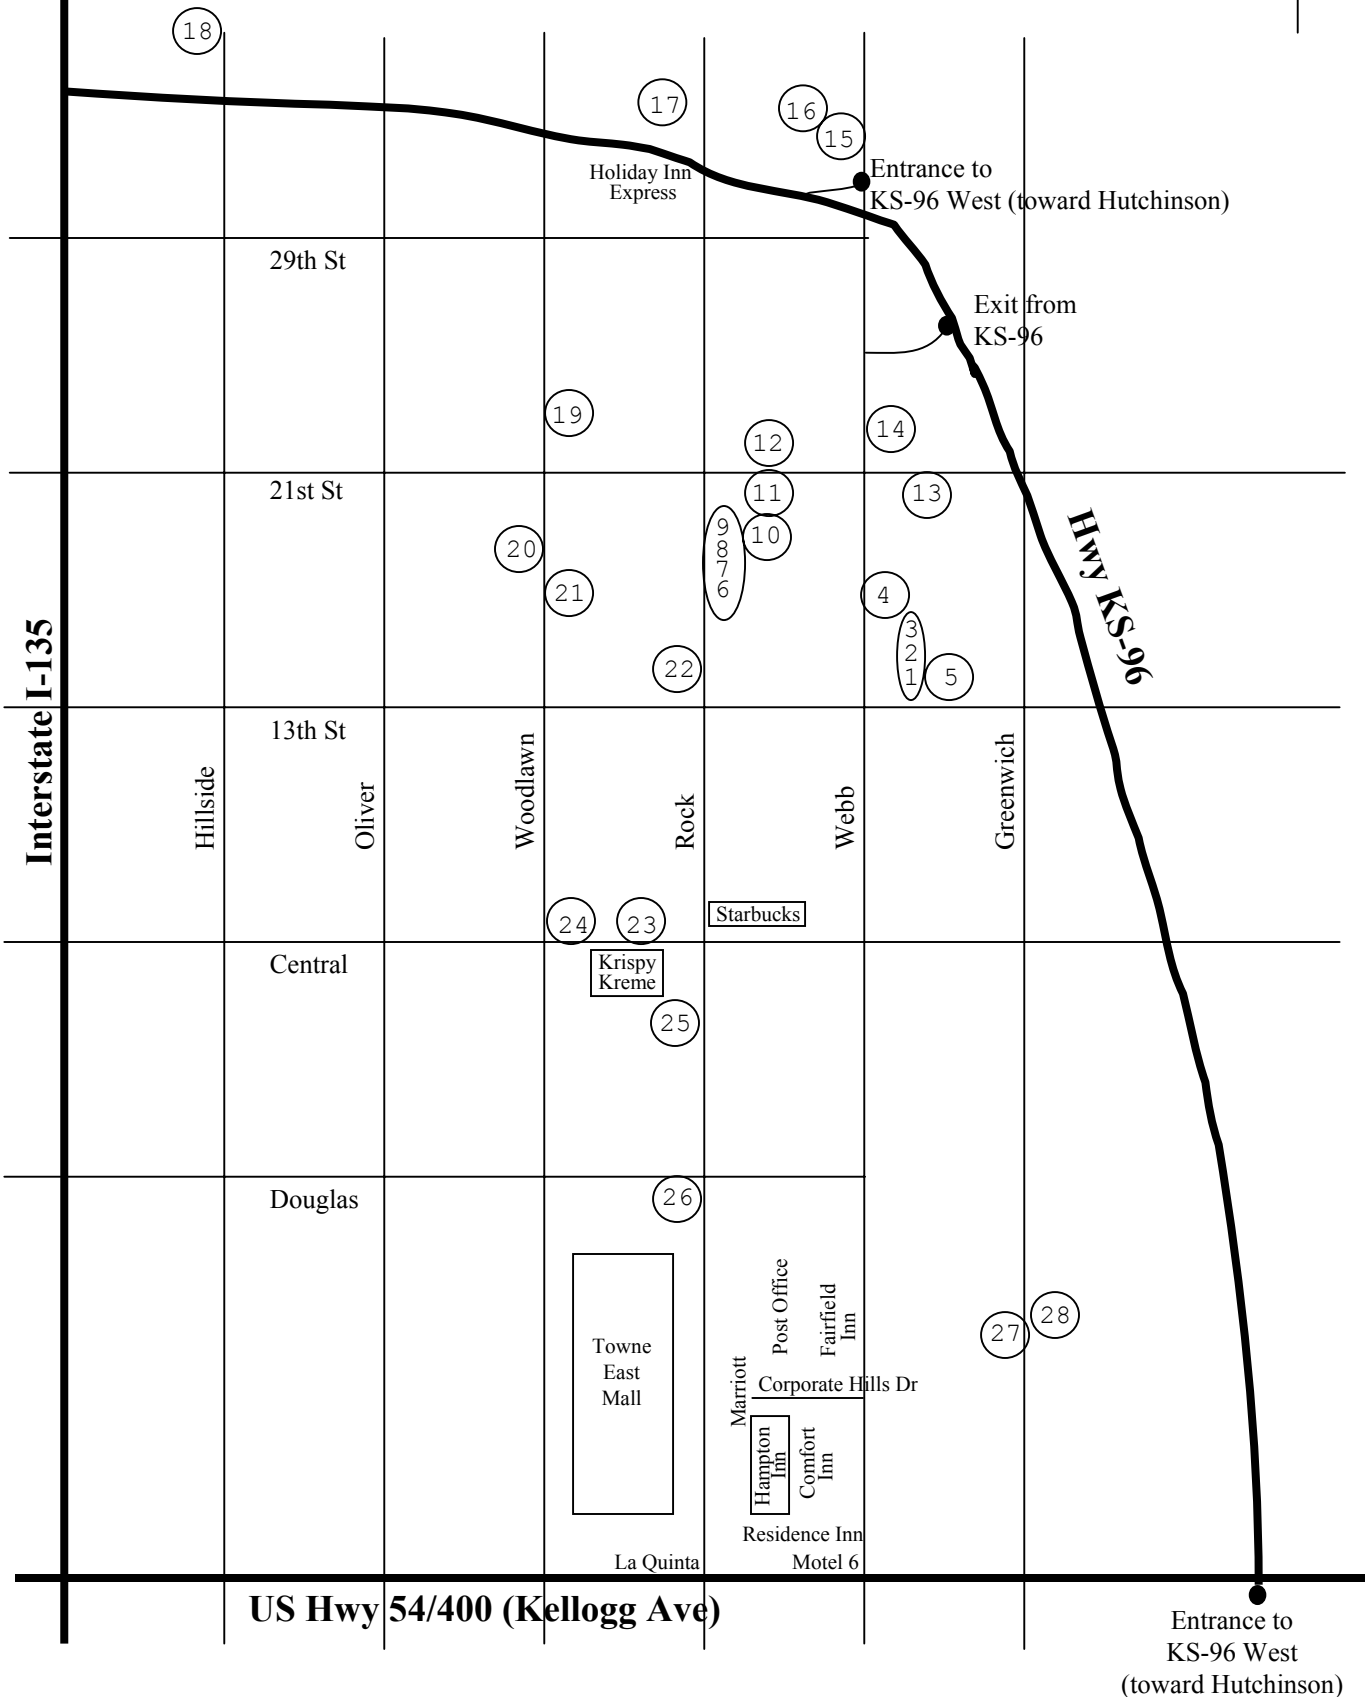 18
17
16
15
Holiday Inn
Express
Entrance to
KS-96 West (toward Hutchinson)
29th St
Exit from
KS-96
19
12
14
21st St
11
13
9
8
7
6
10
20
21
4
Hwy KS-96
3
2
1
5
22
Interstate I-135
13th St
Hillside
Oliver
Woodlawn
Rock
Webb
Greenwich
24
23
Starbucks
Central
Krispy
Kreme
25
Douglas
26
Post Office
Fairfield
Inn
27
28
Towne
East
Mall
Marriott
Corporate Hills Dr
Hampton
Inn
Comfort
Inn
Residence Inn
La Quinta
Motel 6
US Hwy 54/400 (Kellogg Ave)
Entrance to
KS-96 West
(toward Hutchinson)